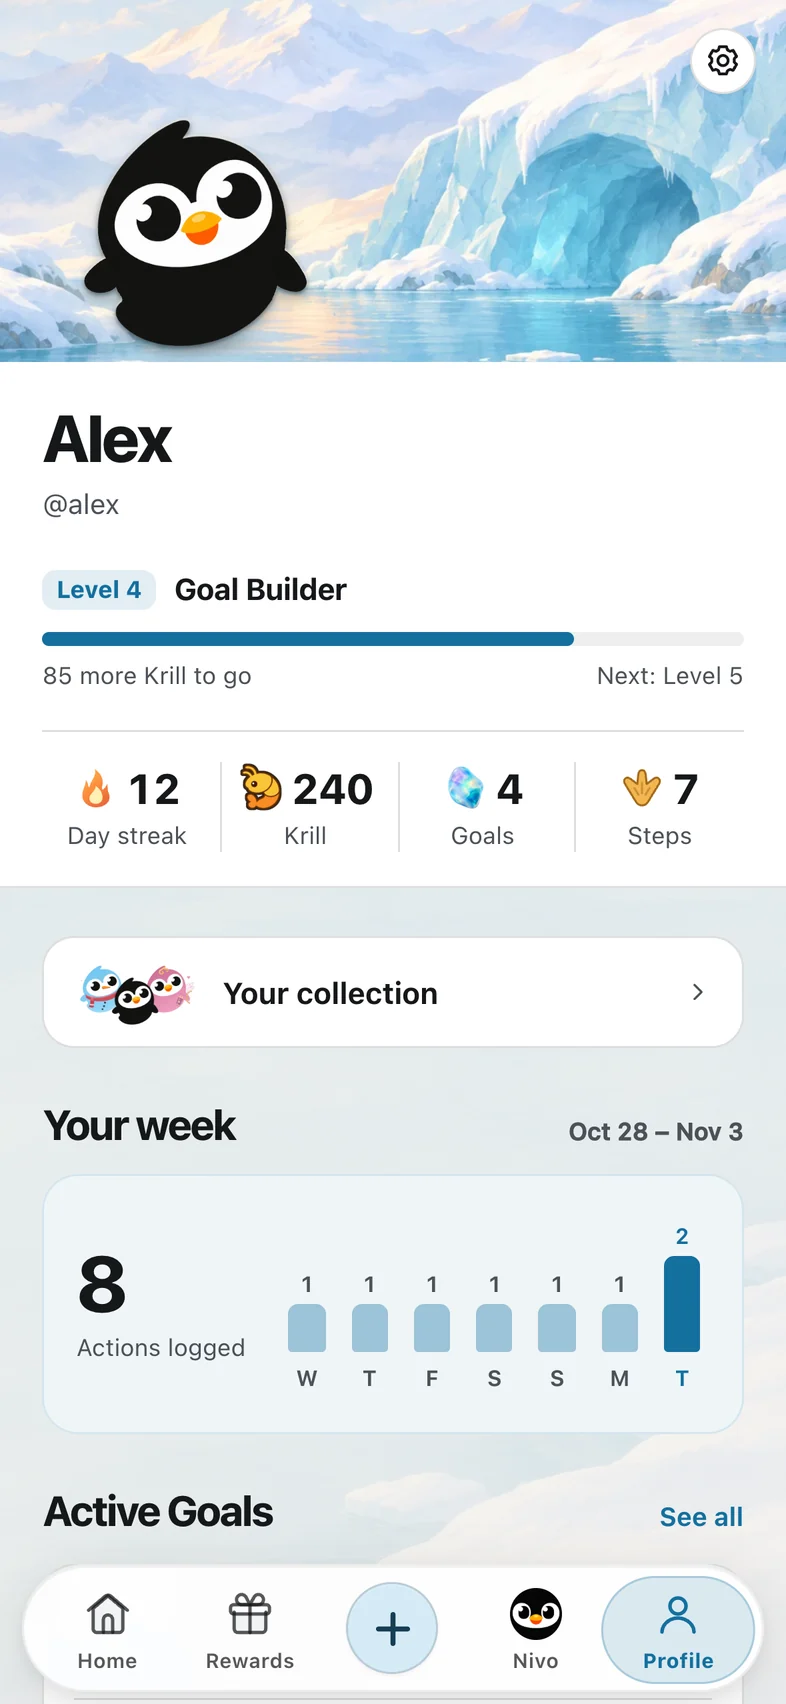 Alex
@alex
Level 4 Goal Builder
85 more Krill to go Next: Level 5
12 240 4 7
Day streak Krill Goals Steps
Your collection
Your week Oct 28 – Nov 3
2
1 1 1 1 1 1
8
Actions logged
W T F S S M T
Active Goals See all
Home Rewards Nivo Profile